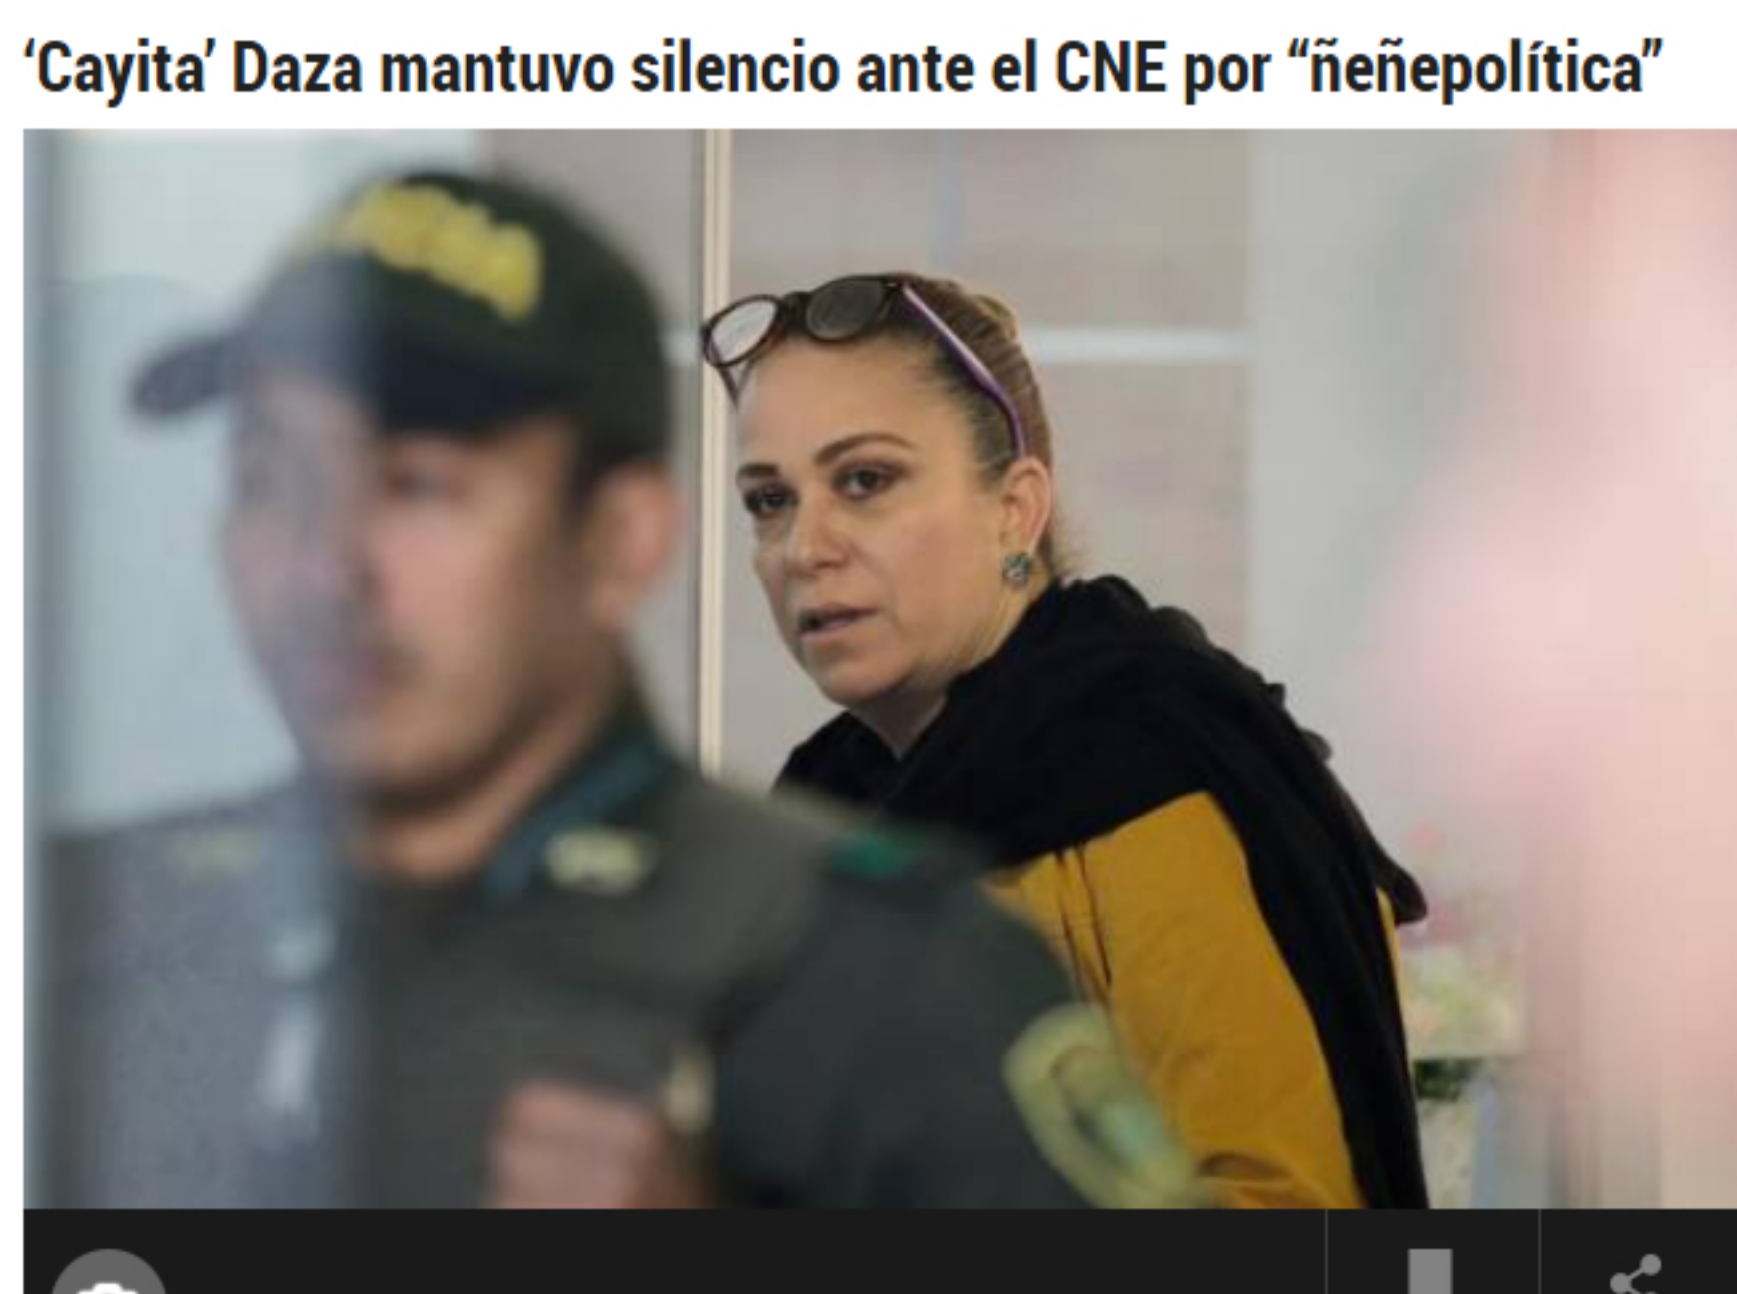 ‘Cayita’ Daza mantuvo silencio ante el CNE por “ñeñepolítica”